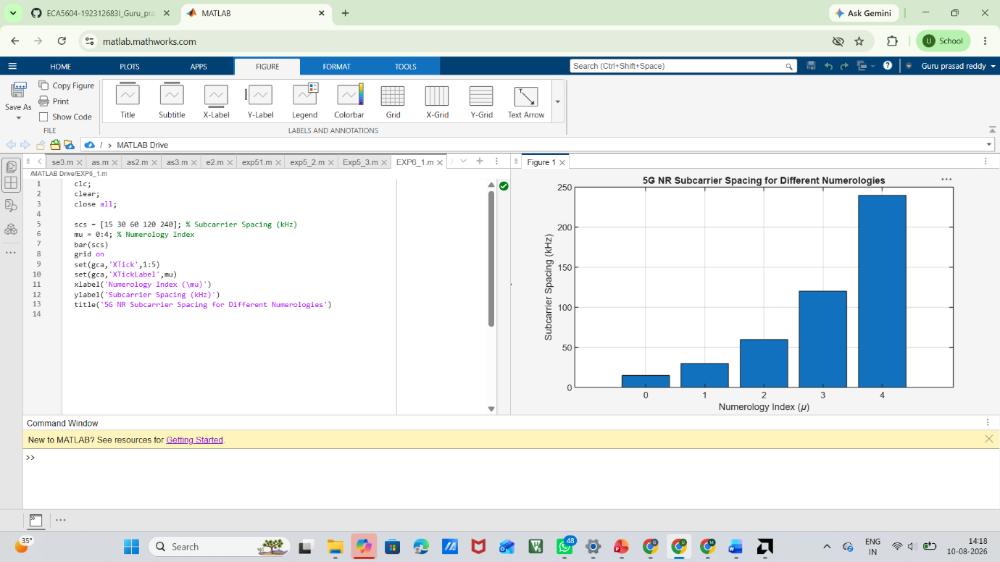 ECA5604-192312683I_Guru_pra
MATLAB
Ask Gemini
matlab.mathworks.com
U School
HOME PLOTS APPS FIGURE FORMAT TOOLS
Search (Ctrl+Shift+Space)
Guru prasad reddy
Save As
Copy Figure
Print
Show Code
FILE
Title Subtitle X-Label Y-Label Legend Colorbar Grid X-Grid Y-Grid Text Arrow
LABELS AND ANNOTATIONS
/ > MATLAB Drive
se3.m as.m as2.m as3.m e2.m exp51.m exp5_2.m Exp5_3.m EXP6_1.m
/MATLAB Drive/EXP6_1.m
1 clc;
2 clear;
3 close all;
4
5 scs = [15 30 60 120 240]; % Subcarrier Spacing (kHz)
6 mu = 0:4; % Numerology Index
7 bar(scs)
8 grid on
9 set(gca,'XTick',1:5)
10 set(gca,'XTickLabel',mu)
11 xlabel('Numerology Index (\mu)')
12 ylabel('Subcarrier Spacing (kHz)')
13 title('5G NR Subcarrier Spacing for Different Numerologies')
14
Figure 1
5G NR Subcarrier Spacing for Different Numerologies
Subcarrier Spacing (kHz)
250
200
150
100
50
0
0 1 2 3 4
Numerology Index (μ)
Command Window
New to MATLAB? See resources for Getting Started.
>>
35°
Search
48
ENG
IN
14:18
10-08-2026